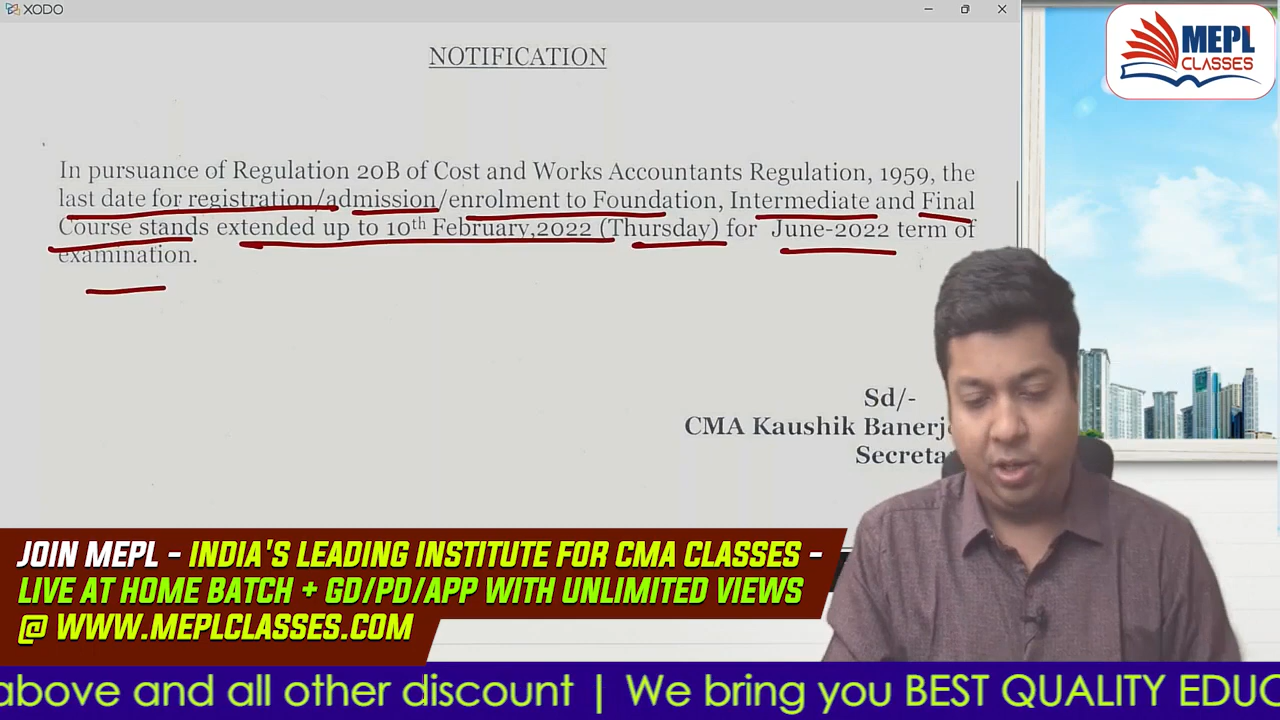 XODO
MEPL
CLASSES
NOTIFICATION
In pursuance of Regulation 20B of Cost and Works Accountants Regulation, 1959, the
last date for registration/admission/enrolment to Foundation, Intermediate and Final
Course stands extended up to 10th February,2022 (Thursday) for June-2022 term of
examination.
Sd/-
CMA Kaushik
JOIN MEPL - INDIA'S LEADING INSTITUTE FOR CMA CLASSES -
LIVE AT HOME BATCH + GD/PD/APP WITH UNLIMITED VIEWS
@ WWW.MEPLCLASSES.COM
above and all other discount | We bring you BEST QUALITY